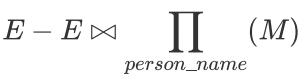 E − E ⋈ ∏_{person_name} (M)